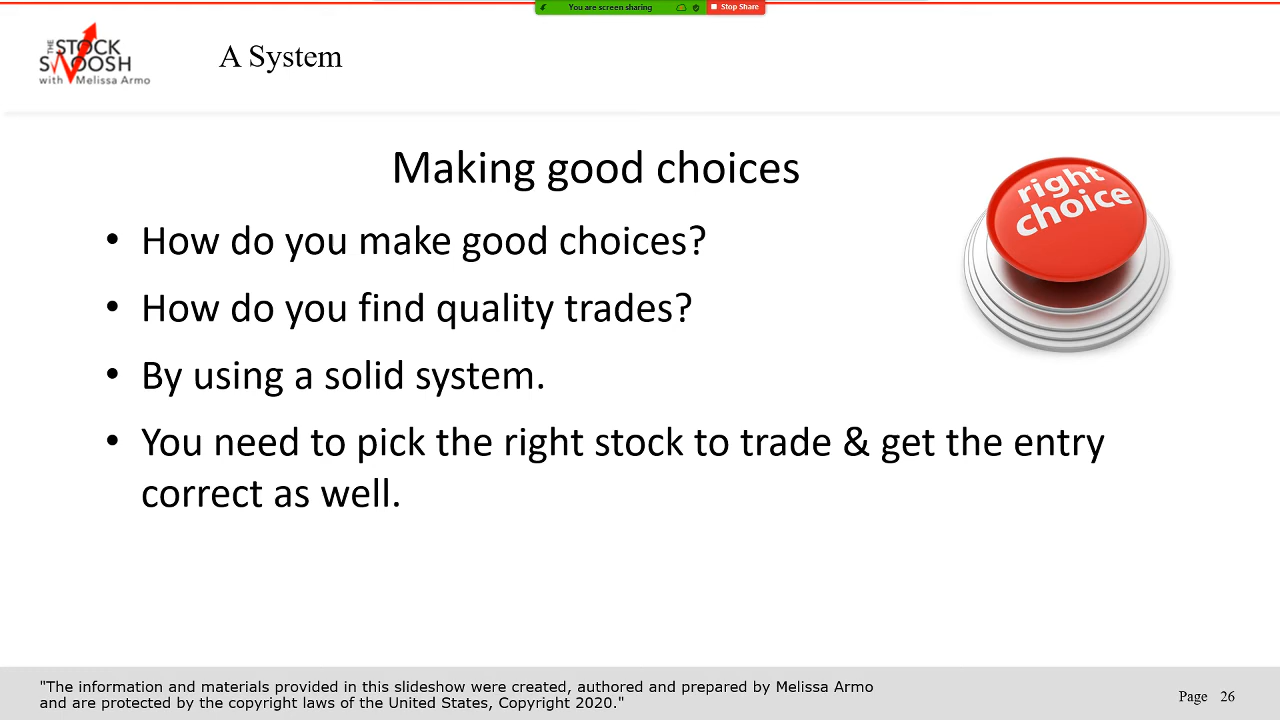 You are screen sharing
Stop Share
THE STOCK
SWOOSH
with Melissa Armo
A System
Making good choices
right
choice
• How do you make good choices?
• How do you find quality trades?
• By using a solid system.
• You need to pick the right stock to trade & get the entry
correct as well.
"The information and materials provided in this slideshow were created, authored and prepared by Melissa Armo
and are protected by the copyright laws of the United States, Copyright 2020."
Page 26